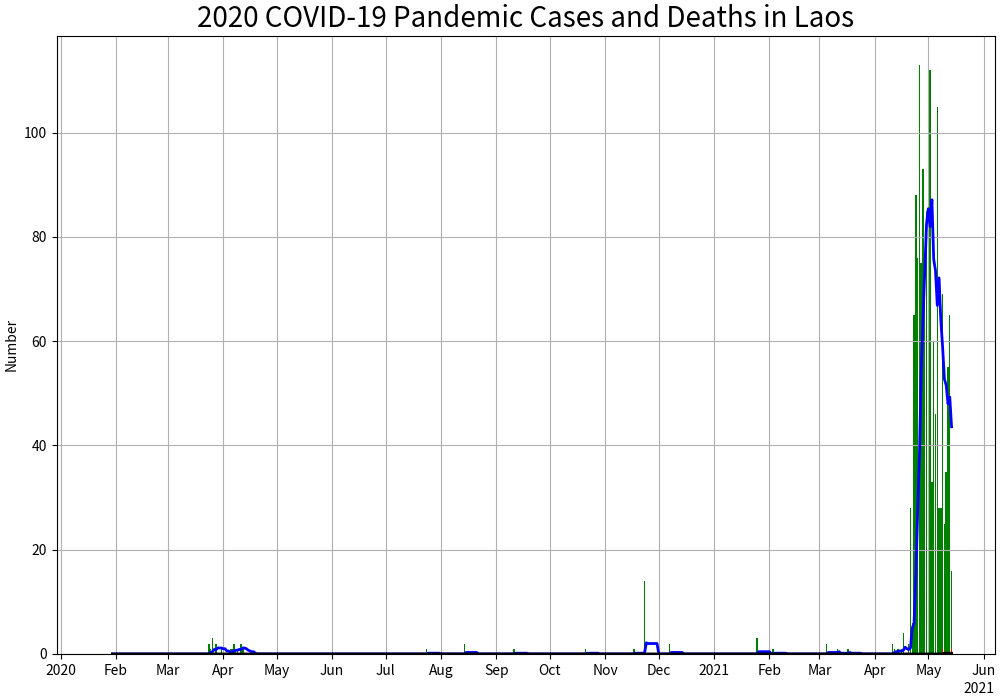 2020 COVID-19 Pandemic Cases and Deaths in Laos
Number
100
80
60
40
20
0
2020 Feb Mar Apr May Jun Jul Aug Sep Oct Nov Dec 2021 Feb Mar Apr May Jun
2021